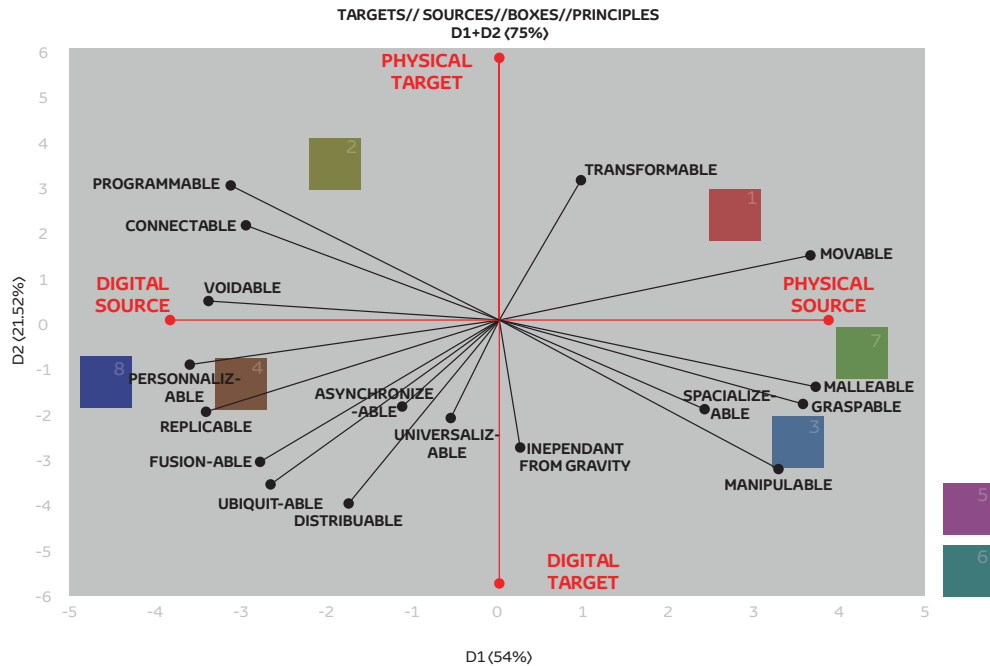 TARGETS// SOURCES//BOXES//PRINCIPLES
D1+D2 (75%)
6
5
4
3
2
1
0
-1
-2
-3
-4
-5
-6
D2 (21.52%)
PHYSICAL
TARGET
2
TRANSFORMABLE
PROGRAMMABLE
1
CONNECTABLE
MOVABLE
DIGITAL
SOURCE
VOIDABLE
PHYSICAL
SOURCE
7
8
4
PERSONNALIZ-
ABLE
ASYNCHRONIZE
-ABLE
SPACIALIZE-
ABLE
MALLEABLE
GRASPABLE
REPLICABLE
UNIVERSALIZ-
ABLE
3
FUSION-ABLE
INEPENDANT
FROM GRAVITY
MANIPULABLE
UBIQUIT-ABLE
DISTRIBUABLE
5
6
DIGITAL
TARGET
-5
-4
-3
-2
-1
0
1
2
3
4
5
D1 (54%)